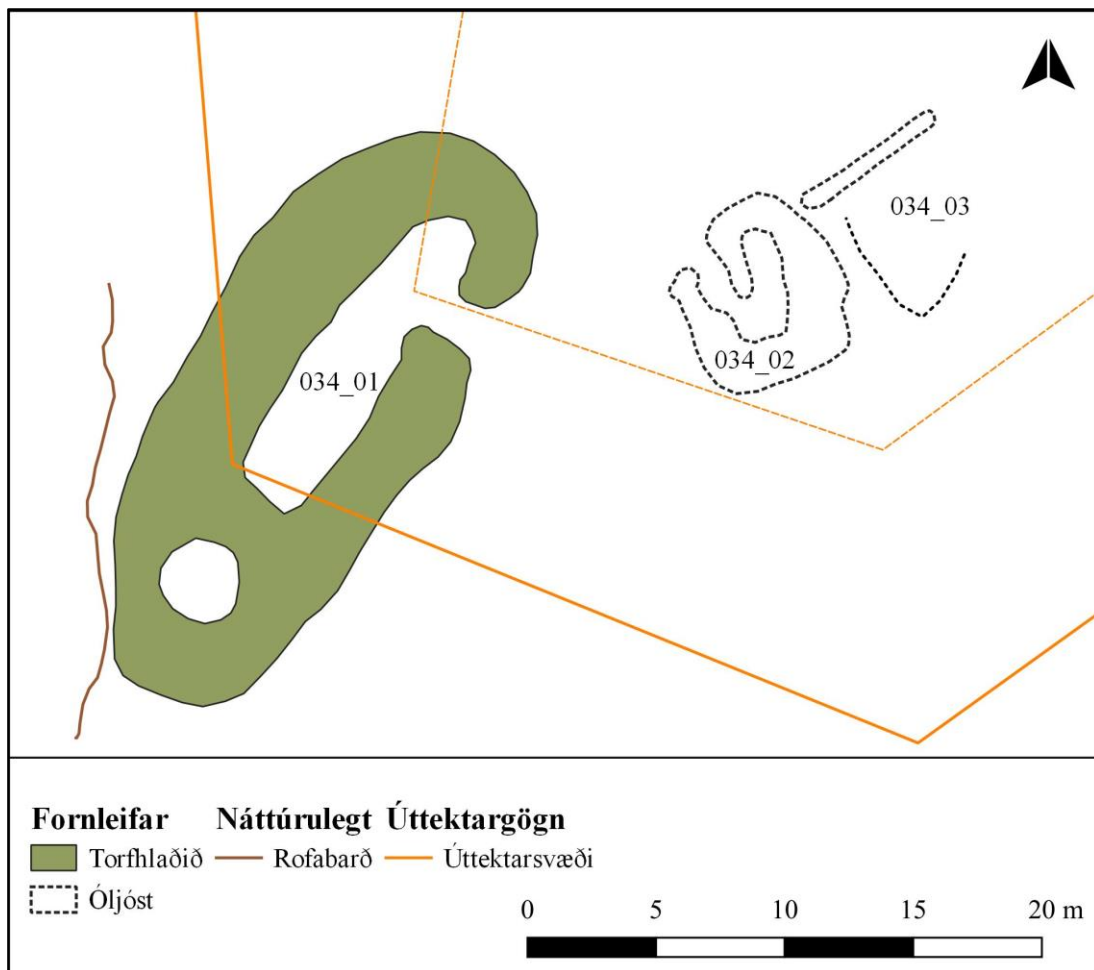 034_03
034_02
034_01
Fornleifar Náttúrulegt Úttektargögn
Torfhlaðið Rofabarð Úttektarsvæði
Óljóst
0 5 10 15 20 m